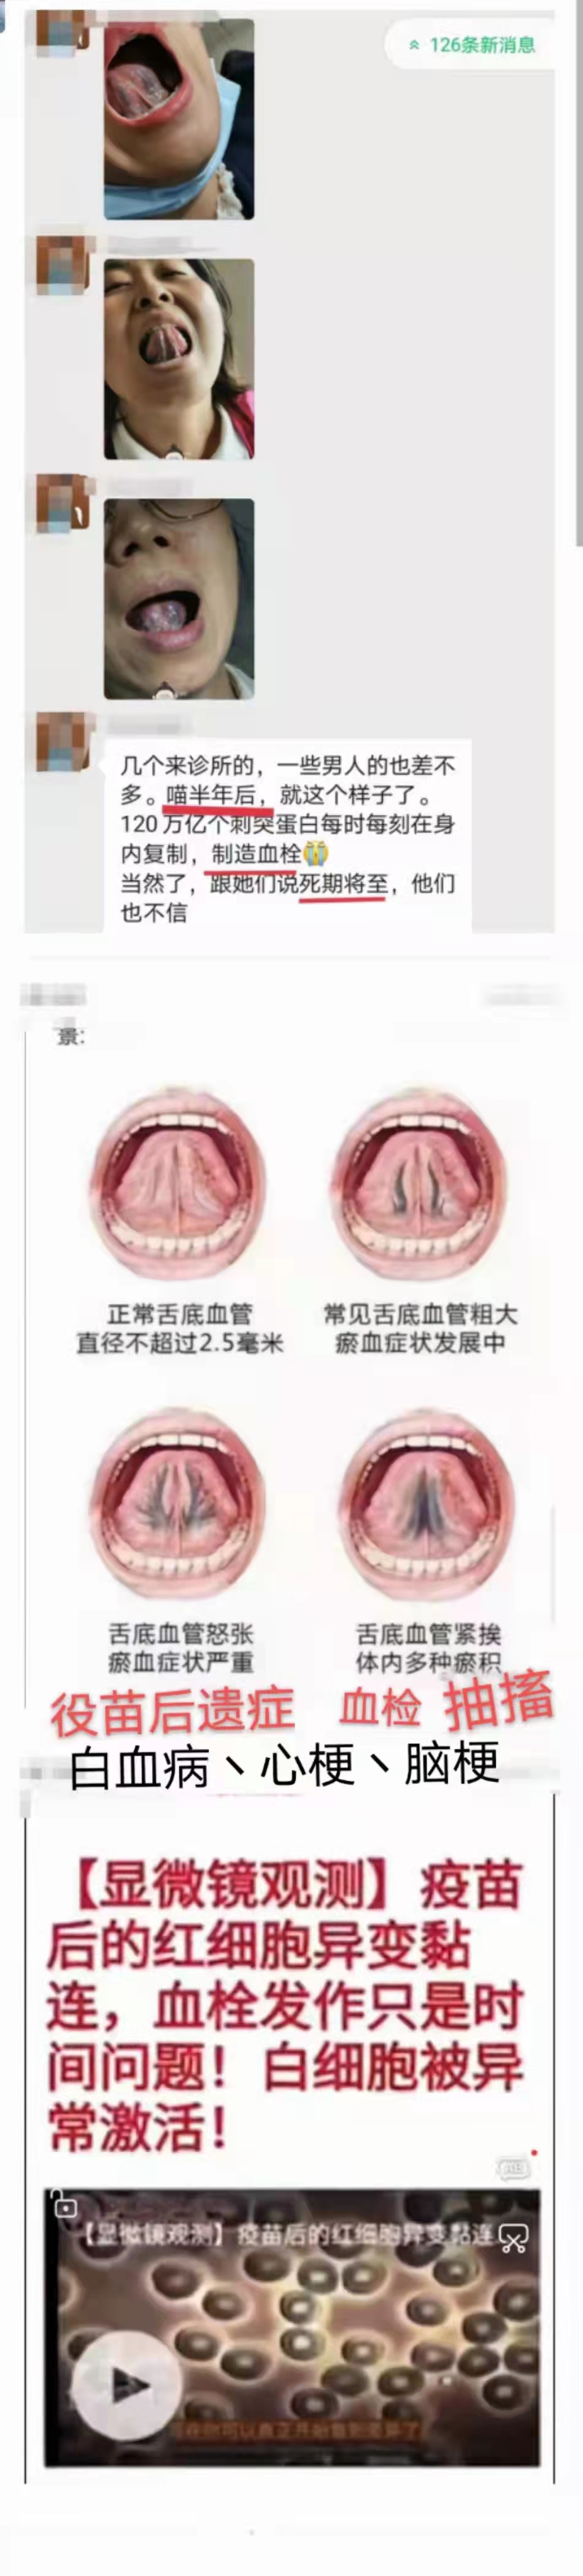 126条新消息
几个来诊所的，一些男人的也差不
多。喵半年后，就这个样子了。
120万亿个刺突蛋白每时每刻在身
内复制，制造血栓😭
当然了，跟她们说死期将至，他们
也不信
景:
正常舌底血管
直径不超过2.5毫米
常见舌底血管粗大
瘀血症状发展中
舌底血管怒张
瘀血症状严重
舌底血管紧挨
体内多种瘀积
役苗后遗症 血检 抽搐
白血病、心梗、脑梗
【显微镜观测】疫苗
后的红细胞异变黏
连，血栓发作只是时
间问题！白细胞被异
常激活！
【显微镜观测】疫苗后的红细胞异变黏连